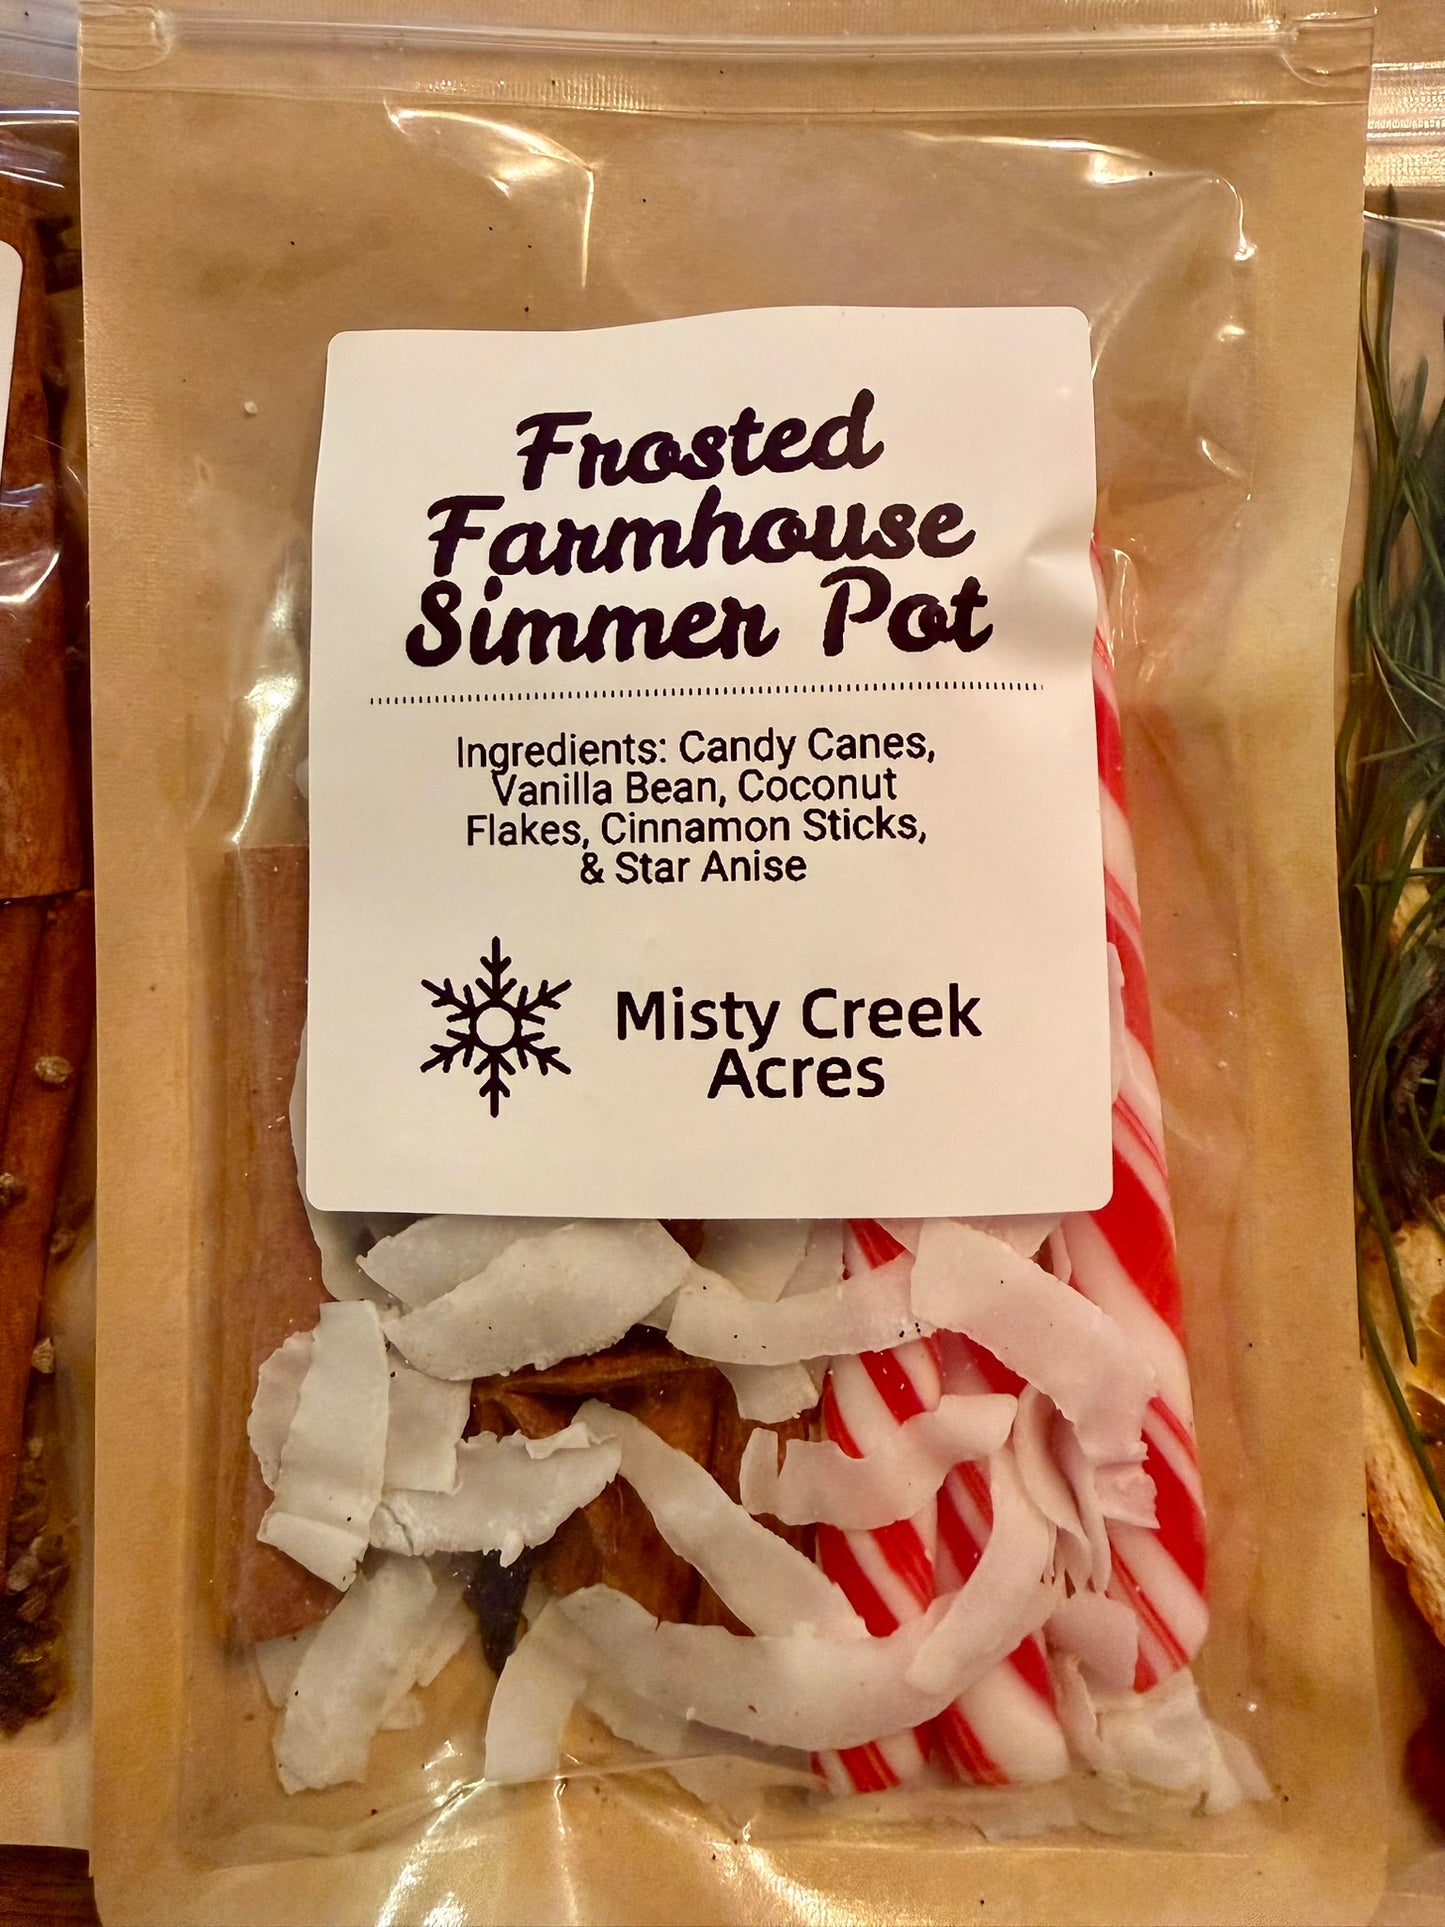 Frosted
Farmhouse
Simmer Pot
Ingredients: Candy Canes,
Vanilla Bean, Coconut
Flakes, Cinnamon Sticks,
& Star Anise
Misty Creek
Acres